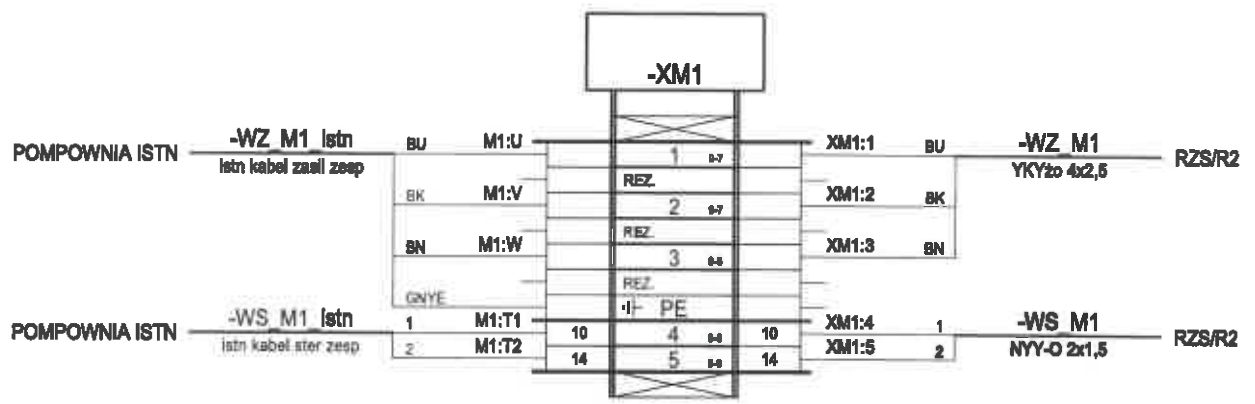 -XM1
-WZ_M1_istn BU M1:U XM1:1 BU -WZ_M1
POMPOWNIA ISTN 1 RZS/R2
istn kabel zasil zesp YKYżo 4x2,5
REZ.
BK M1:V 2 XM1:2 BK
REZ.
BN M1:W 3 XM1:3 BN
REZ.
GNYE PE
-WS_M1_istn 1 M1:T1 10 4 10 XM1:4 1 -WS_M1
POMPOWNIA ISTN RZS/R2
istn kabel ster zesp 2 M1:T2 14 5 14 XM1:5 2 NYY-O 2x1,5